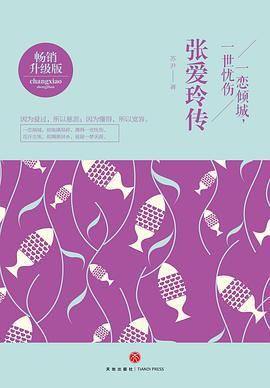 畅销
升级版
changxiao
shengjiban
一恋倾城，
一世忧伤
张爱玲传
苏尹 著
因为爱过，所以慈悲；因为懂得，所以宽容。
天地出版社 | TIANDI PRESS